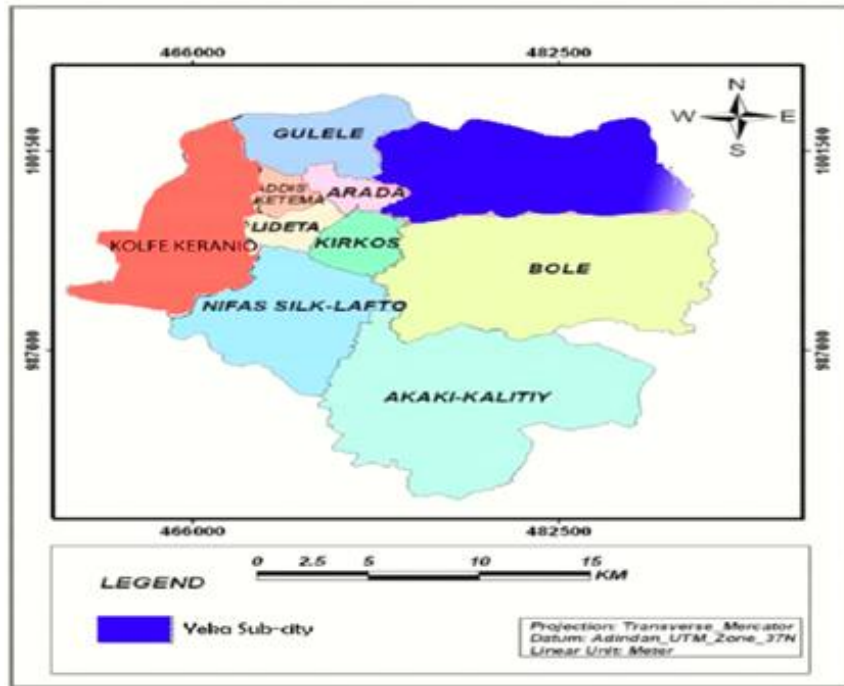 466000 482500
N
W E
S
1001500 1001500
GULELE
ADDIS
KETEMA
ARADA
LIDETA
KIRKOS
KOLFE KERANIO
BOLE
NIFAS SILK-LAFTO
987000 987000
AKAKI-KALITIY
466000 482500
0 2.5 5 10 15
KM
LEGEND
Yeka Sub-city
Projection: Transverse_Mercator
Datum: Adindan_UTM_Zone_37N
Linear Unit: Meter